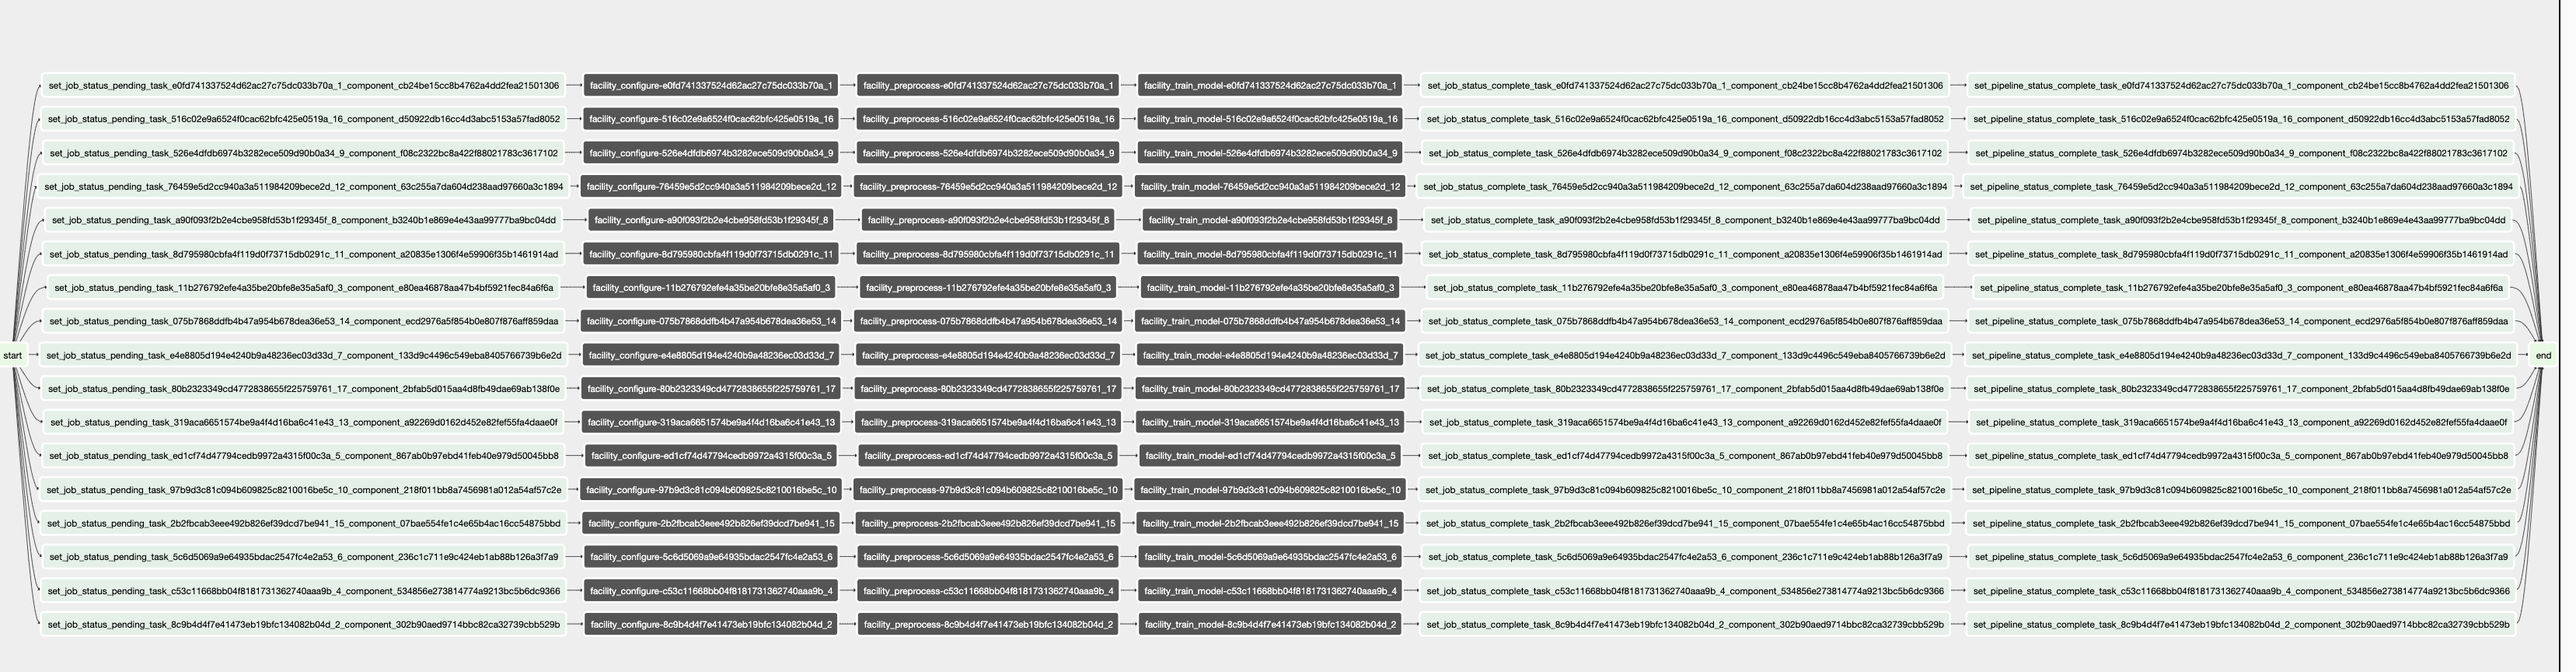 set_job_status_pending_task_e0fd741337524d62ac27c75dc033b70a_1_component_cb24be15cc8b4762a4dd2fea21501306 facility_configure-e0fd741337524d62ac27c75dc033b70a_1 facility_preprocess-e0fd741337524d62ac27c75dc033b70a_1 facility_train_model-e0fd741337524d62ac27c75dc033b70a_1 set_job_status_complete_task_e0fd741337524d62ac27c75dc033b70a_1_component_cb24be15cc8b4762a4dd2fea21501306 set_pipeline_status_complete_task_e0fd741337524d62ac27c75dc033b70a_1_component_cb24be15cc8b4762a4dd2fea21501306
set_job_status_pending_task_516c02e9a6524f0cac62bfc425e0519a_16_component_d50922db16cc4d3abc5153a57fad8052 facility_configure-516c02e9a6524f0cac62bfc425e0519a_16 facility_preprocess-516c02e9a6524f0cac62bfc425e0519a_16 facility_train_model-516c02e9a6524f0cac62bfc425e0519a_16 set_job_status_complete_task_516c02e9a6524f0cac62bfc425e0519a_16_component_d50922db16cc4d3abc5153a57fad8052 set_pipeline_status_complete_task_516c02e9a6524f0cac62bfc425e0519a_16_component_d50922db16cc4d3abc5153a57fad8052
set_job_status_pending_task_526e4dfdb6974b3282ece509d90b0a34_9_component_f08c2322bc8a422f88021783c3617102 facility_configure-526e4dfdb6974b3282ece509d90b0a34_9 facility_preprocess-526e4dfdb6974b3282ece509d90b0a34_9 facility_train_model-526e4dfdb6974b3282ece509d90b0a34_9 set_job_status_complete_task_526e4dfdb6974b3282ece509d90b0a34_9_component_f08c2322bc8a422f88021783c3617102 set_pipeline_status_complete_task_526e4dfdb6974b3282ece509d90b0a34_9_component_f08c2322bc8a422f88021783c3617102
set_job_status_pending_task_76459e5d2cc940a3a511984209bece2d_12_component_63c255a7da604d238aad97660a3c1894 facility_configure-76459e5d2cc940a3a511984209bece2d_12 facility_preprocess-76459e5d2cc940a3a511984209bece2d_12 facility_train_model-76459e5d2cc940a3a511984209bece2d_12 set_job_status_complete_task_76459e5d2cc940a3a511984209bece2d_12_component_63c255a7da604d238aad97660a3c1894 set_pipeline_status_complete_task_76459e5d2cc940a3a511984209bece2d_12_component_63c255a7da604d238aad97660a3c1894
set_job_status_pending_task_a90f093f2b2e4cbe958fd53b1f29345f_8_component_b3240b1e869e4e43aa99777ba9bc04dd facility_configure-a90f093f2b2e4cbe958fd53b1f29345f_8 facility_preprocess-a90f093f2b2e4cbe958fd53b1f29345f_8 facility_train_model-a90f093f2b2e4cbe958fd53b1f29345f_8 set_job_status_complete_task_a90f093f2b2e4cbe958fd53b1f29345f_8_component_b3240b1e869e4e43aa99777ba9bc04dd set_pipeline_status_complete_task_a90f093f2b2e4cbe958fd53b1f29345f_8_component_b3240b1e869e4e43aa99777ba9bc04dd
set_job_status_pending_task_8d795980cbfa4f119d0f73715db0291c_11_component_a20835e1306f4e59906f35b1461914ad facility_configure-8d795980cbfa4f119d0f73715db0291c_11 facility_preprocess-8d795980cbfa4f119d0f73715db0291c_11 facility_train_model-8d795980cbfa4f119d0f73715db0291c_11 set_job_status_complete_task_8d795980cbfa4f119d0f73715db0291c_11_component_a20835e1306f4e59906f35b1461914ad set_pipeline_status_complete_task_8d795980cbfa4f119d0f73715db0291c_11_component_a20835e1306f4e59906f35b1461914ad
set_job_status_pending_task_11b276792efe4a35be20bfe8e35a5af0_3_component_e80ea46878aa47b4bf5921fec84a6f6a facility_configure-11b276792efe4a35be20bfe8e35a5af0_3 facility_preprocess-11b276792efe4a35be20bfe8e35a5af0_3 facility_train_model-11b276792efe4a35be20bfe8e35a5af0_3 set_job_status_complete_task_11b276792efe4a35be20bfe8e35a5af0_3_component_e80ea46878aa47b4bf5921fec84a6f6a set_pipeline_status_complete_task_11b276792efe4a35be20bfe8e35a5af0_3_component_e80ea46878aa47b4bf5921fec84a6f6a
set_job_status_pending_task_075b7868ddfb4b47a954b678dea36e53_14_component_ecd2976a5f854b0e807f876aff859daa facility_configure-075b7868ddfb4b47a954b678dea36e53_14 facility_preprocess-075b7868ddfb4b47a954b678dea36e53_14 facility_train_model-075b7868ddfb4b47a954b678dea36e53_14 set_job_status_complete_task_075b7868ddfb4b47a954b678dea36e53_14_component_ecd2976a5f854b0e807f876aff859daa set_pipeline_status_complete_task_075b7868ddfb4b47a954b678dea36e53_14_component_ecd2976a5f854b0e807f876aff859daa
start set_job_status_pending_task_e4e8805d194e4240b9a48236ec03d33d_7_component_133d9c4496c549eba8405766739b6e2d facility_configure-e4e8805d194e4240b9a48236ec03d33d_7 facility_preprocess-e4e8805d194e4240b9a48236ec03d33d_7 facility_train_model-e4e8805d194e4240b9a48236ec03d33d_7 set_job_status_complete_task_e4e8805d194e4240b9a48236ec03d33d_7_component_133d9c4496c549eba8405766739b6e2d set_pipeline_status_complete_task_e4e8805d194e4240b9a48236ec03d33d_7_component_133d9c4496c549eba8405766739b6e2d end
set_job_status_pending_task_80b2323349cd4772838655f225759761_17_component_2bfab5d015aa4d8fb49dae69ab138f0e facility_configure-80b2323349cd4772838655f225759761_17 facility_preprocess-80b2323349cd4772838655f225759761_17 facility_train_model-80b2323349cd4772838655f225759761_17 set_job_status_complete_task_80b2323349cd4772838655f225759761_17_component_2bfab5d015aa4d8fb49dae69ab138f0e set_pipeline_status_complete_task_80b2323349cd4772838655f225759761_17_component_2bfab5d015aa4d8fb49dae69ab138f0e
set_job_status_pending_task_319aca6651574be9a4f4d16ba6c41e43_13_component_a92269d0162d452e82fef55fa4daae0f facility_configure-319aca6651574be9a4f4d16ba6c41e43_13 facility_preprocess-319aca6651574be9a4f4d16ba6c41e43_13 facility_train_model-319aca6651574be9a4f4d16ba6c41e43_13 set_job_status_complete_task_319aca6651574be9a4f4d16ba6c41e43_13_component_a92269d0162d452e82fef55fa4daae0f set_pipeline_status_complete_task_319aca6651574be9a4f4d16ba6c41e43_13_component_a92269d0162d452e82fef55fa4daae0f
set_job_status_pending_task_ed1cf74d47794cedb9972a4315f00c3a_5_component_867ab0b97ebd41feb40e979d50045bb8 facility_configure-ed1cf74d47794cedb9972a4315f00c3a_5 facility_preprocess-ed1cf74d47794cedb9972a4315f00c3a_5 facility_train_model-ed1cf74d47794cedb9972a4315f00c3a_5 set_job_status_complete_task_ed1cf74d47794cedb9972a4315f00c3a_5_component_867ab0b97ebd41feb40e979d50045bb8 set_pipeline_status_complete_task_ed1cf74d47794cedb9972a4315f00c3a_5_component_867ab0b97ebd41feb40e979d50045bb8
set_job_status_pending_task_97b9d3c81c094b609825c8210016be5c_10_component_218f011bb8a7456981a012a54af57c2e facility_configure-97b9d3c81c094b609825c8210016be5c_10 facility_preprocess-97b9d3c81c094b609825c8210016be5c_10 facility_train_model-97b9d3c81c094b609825c8210016be5c_10 set_job_status_complete_task_97b9d3c81c094b609825c8210016be5c_10_component_218f011bb8a7456981a012a54af57c2e set_pipeline_status_complete_task_97b9d3c81c094b609825c8210016be5c_10_component_218f011bb8a7456981a012a54af57c2e
set_job_status_pending_task_2b2fbcab3eee492b826ef39dcd7be941_15_component_07bae554fe1c4e65b4ac16cc54875bbd facility_configure-2b2fbcab3eee492b826ef39dcd7be941_15 facility_preprocess-2b2fbcab3eee492b826ef39dcd7be941_15 facility_train_model-2b2fbcab3eee492b826ef39dcd7be941_15 set_job_status_complete_task_2b2fbcab3eee492b826ef39dcd7be941_15_component_07bae554fe1c4e65b4ac16cc54875bbd set_pipeline_status_complete_task_2b2fbcab3eee492b826ef39dcd7be941_15_component_07bae554fe1c4e65b4ac16cc54875bbd
set_job_status_pending_task_5c6d5069a9e64935bdac2547fc4e2a53_6_component_236c1c711e9c424eb1ab88b126a3f7a9 facility_configure-5c6d5069a9e64935bdac2547fc4e2a53_6 facility_preprocess-5c6d5069a9e64935bdac2547fc4e2a53_6 facility_train_model-5c6d5069a9e64935bdac2547fc4e2a53_6 set_job_status_complete_task_5c6d5069a9e64935bdac2547fc4e2a53_6_component_236c1c711e9c424eb1ab88b126a3f7a9 set_pipeline_status_complete_task_5c6d5069a9e64935bdac2547fc4e2a53_6_component_236c1c711e9c424eb1ab88b126a3f7a9
set_job_status_pending_task_c53c11668bb04f8181731362740aaa9b_4_component_534856e273814774a9213bc5b6dc9366 facility_configure-c53c11668bb04f8181731362740aaa9b_4 facility_preprocess-c53c11668bb04f8181731362740aaa9b_4 facility_train_model-c53c11668bb04f8181731362740aaa9b_4 set_job_status_complete_task_c53c11668bb04f8181731362740aaa9b_4_component_534856e273814774a9213bc5b6dc9366 set_pipeline_status_complete_task_c53c11668bb04f8181731362740aaa9b_4_component_534856e273814774a9213bc5b6dc9366
set_job_status_pending_task_8c9b4d4f7e41473eb19bfc134082b04d_2_component_302b90aed9714bbc82ca32739cbb529b facility_configure-8c9b4d4f7e41473eb19bfc134082b04d_2 facility_preprocess-8c9b4d4f7e41473eb19bfc134082b04d_2 facility_train_model-8c9b4d4f7e41473eb19bfc134082b04d_2 set_job_status_complete_task_8c9b4d4f7e41473eb19bfc134082b04d_2_component_302b90aed9714bbc82ca32739cbb529b set_pipeline_status_complete_task_8c9b4d4f7e41473eb19bfc134082b04d_2_component_302b90aed9714bbc82ca32739cbb529b